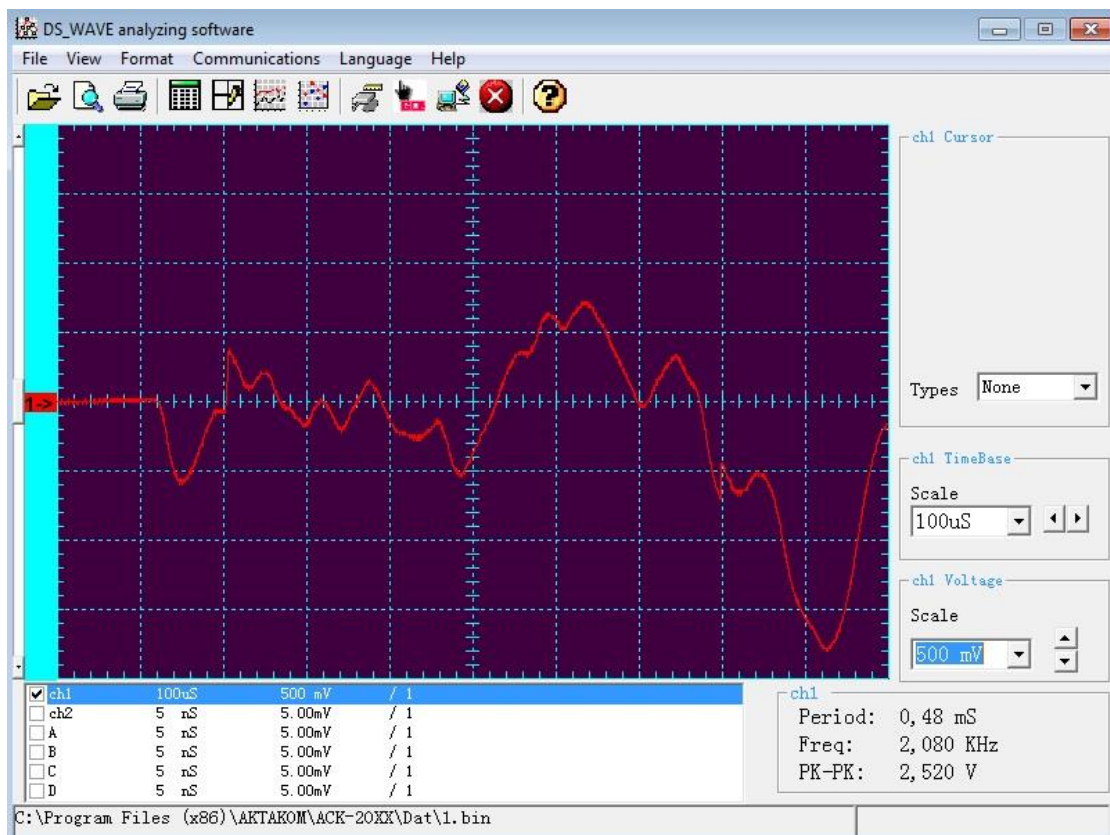 DS_WAVE analyzing software
File View Format Communications Language Help
ch1 Cursor
1->
Types None
ch1 TimeBase
Scale
100uS
ch1 Voltage
Scale
500 mV
ch1 100uS 500 mV / 1
ch2 5 nS 5.00mV / 1
A 5 nS 5.00mV / 1
B 5 nS 5.00mV / 1
C 5 nS 5.00mV / 1
D 5 nS 5.00mV / 1
ch1
Period: 0,48 mS
Freq: 2,080 KHz
PK-PK: 2,520 V
C:\Program Files (x86)\AKTAKOM\ACK-20XX\Dat\1.bin